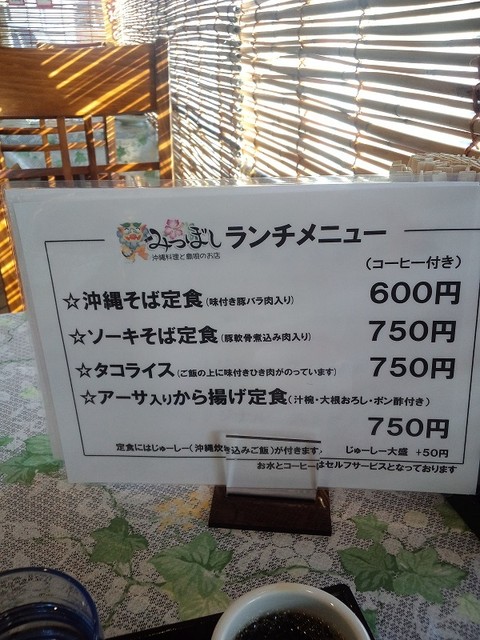 みつぼし ランチメニュー
沖縄料理と島唄のお店
(コーヒー付き)
☆沖縄そば定食(味付き豚バラ肉入り) 600円
☆ソーキそば定食(豚軟骨煮込み肉入り) 750円
☆タコライス(ご飯の上に味付きひき肉がのっています) 750円
☆アーサ入りから揚げ定食(汁椀・大根おろし・ポン酢付き)
750円
定食にはじゅーしー(沖縄炊き込みご飯)が付きます。 じゅーしー大盛 +50円
お水とコーヒーはセルフサービスとなっております